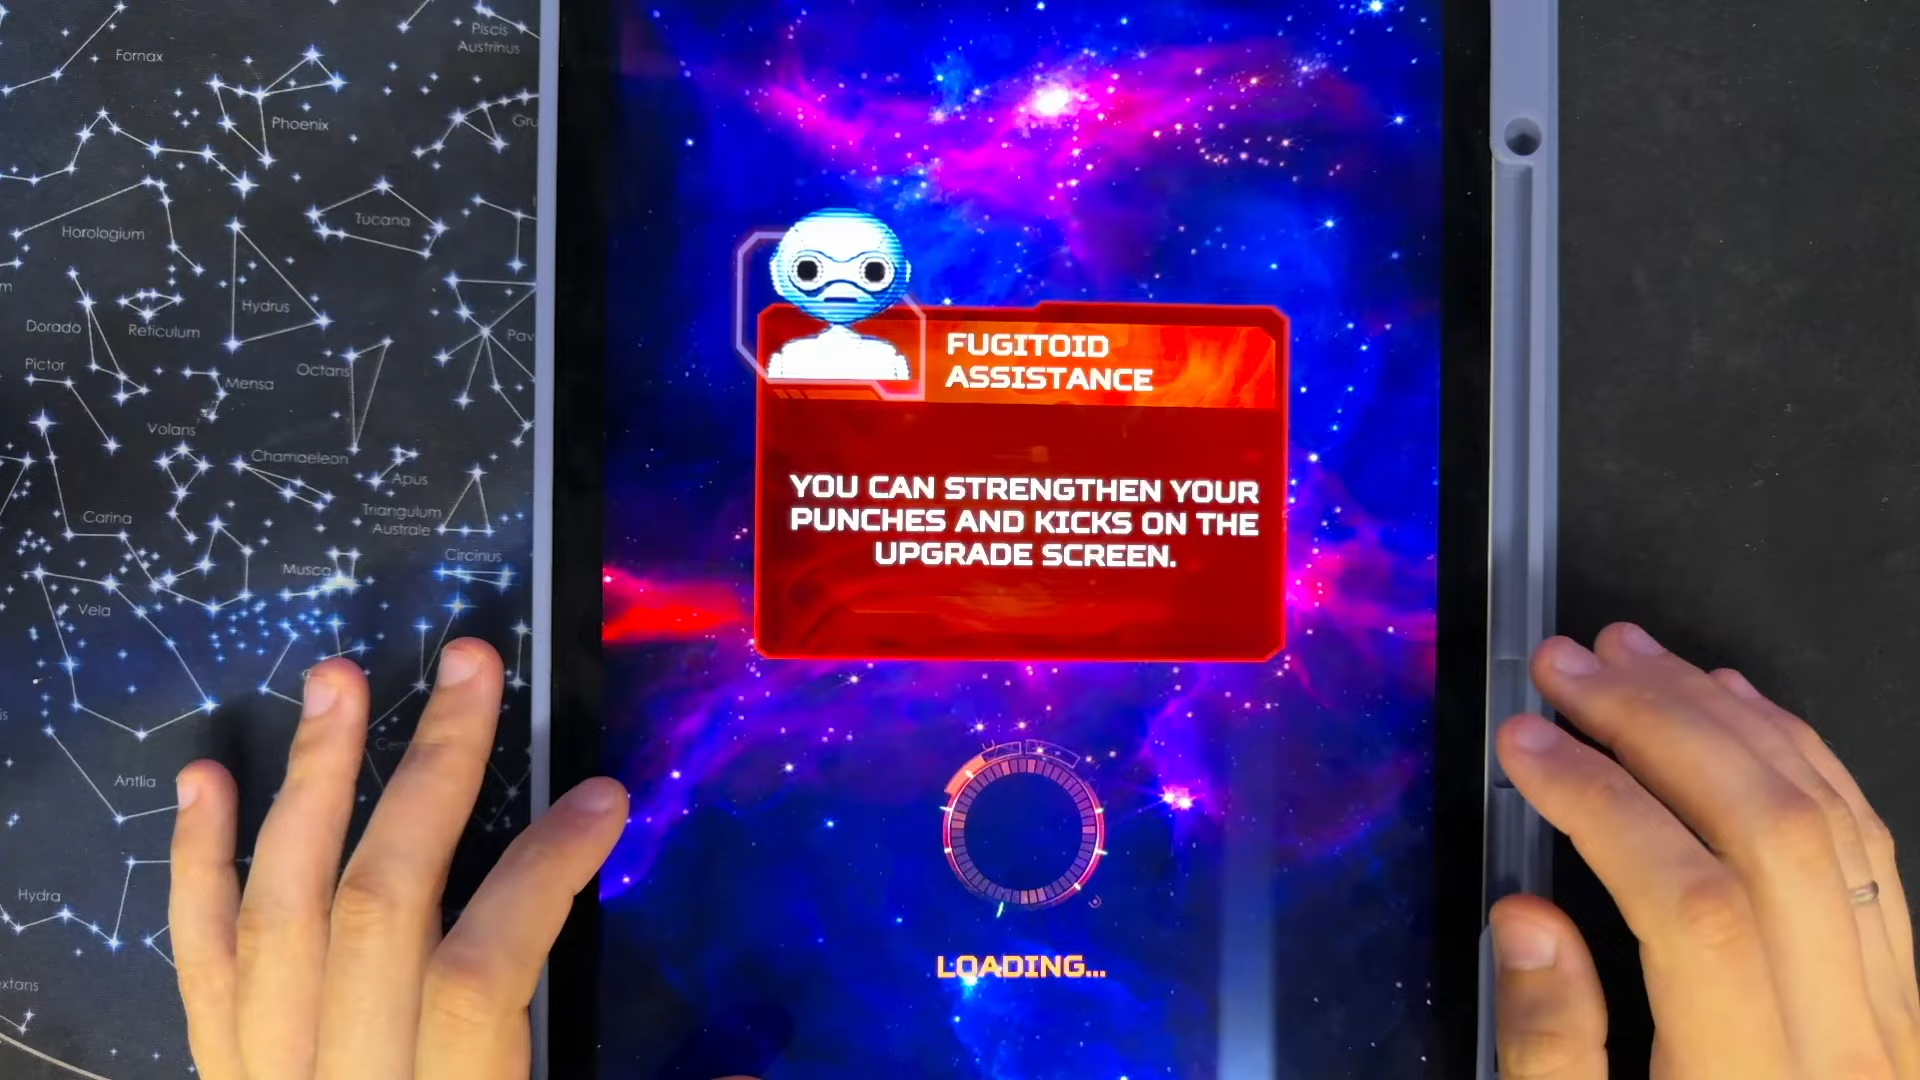 Fornax
Piscis
Austrinus
Phoenix
Tucana
Horologium
Hydrus
Dorado
Reticulum
Pictor
Octans
Mensa
Volans
Chamaeleon
Apus
Carina
Triangulum
Australe
Circinus
Musca
Vela
Antlia
Hydra
FUGITOID
ASSISTANCE
YOU CAN STRENGTHEN YOUR
PUNCHES AND KICKS ON THE
UPGRADE SCREEN.
LOADING...